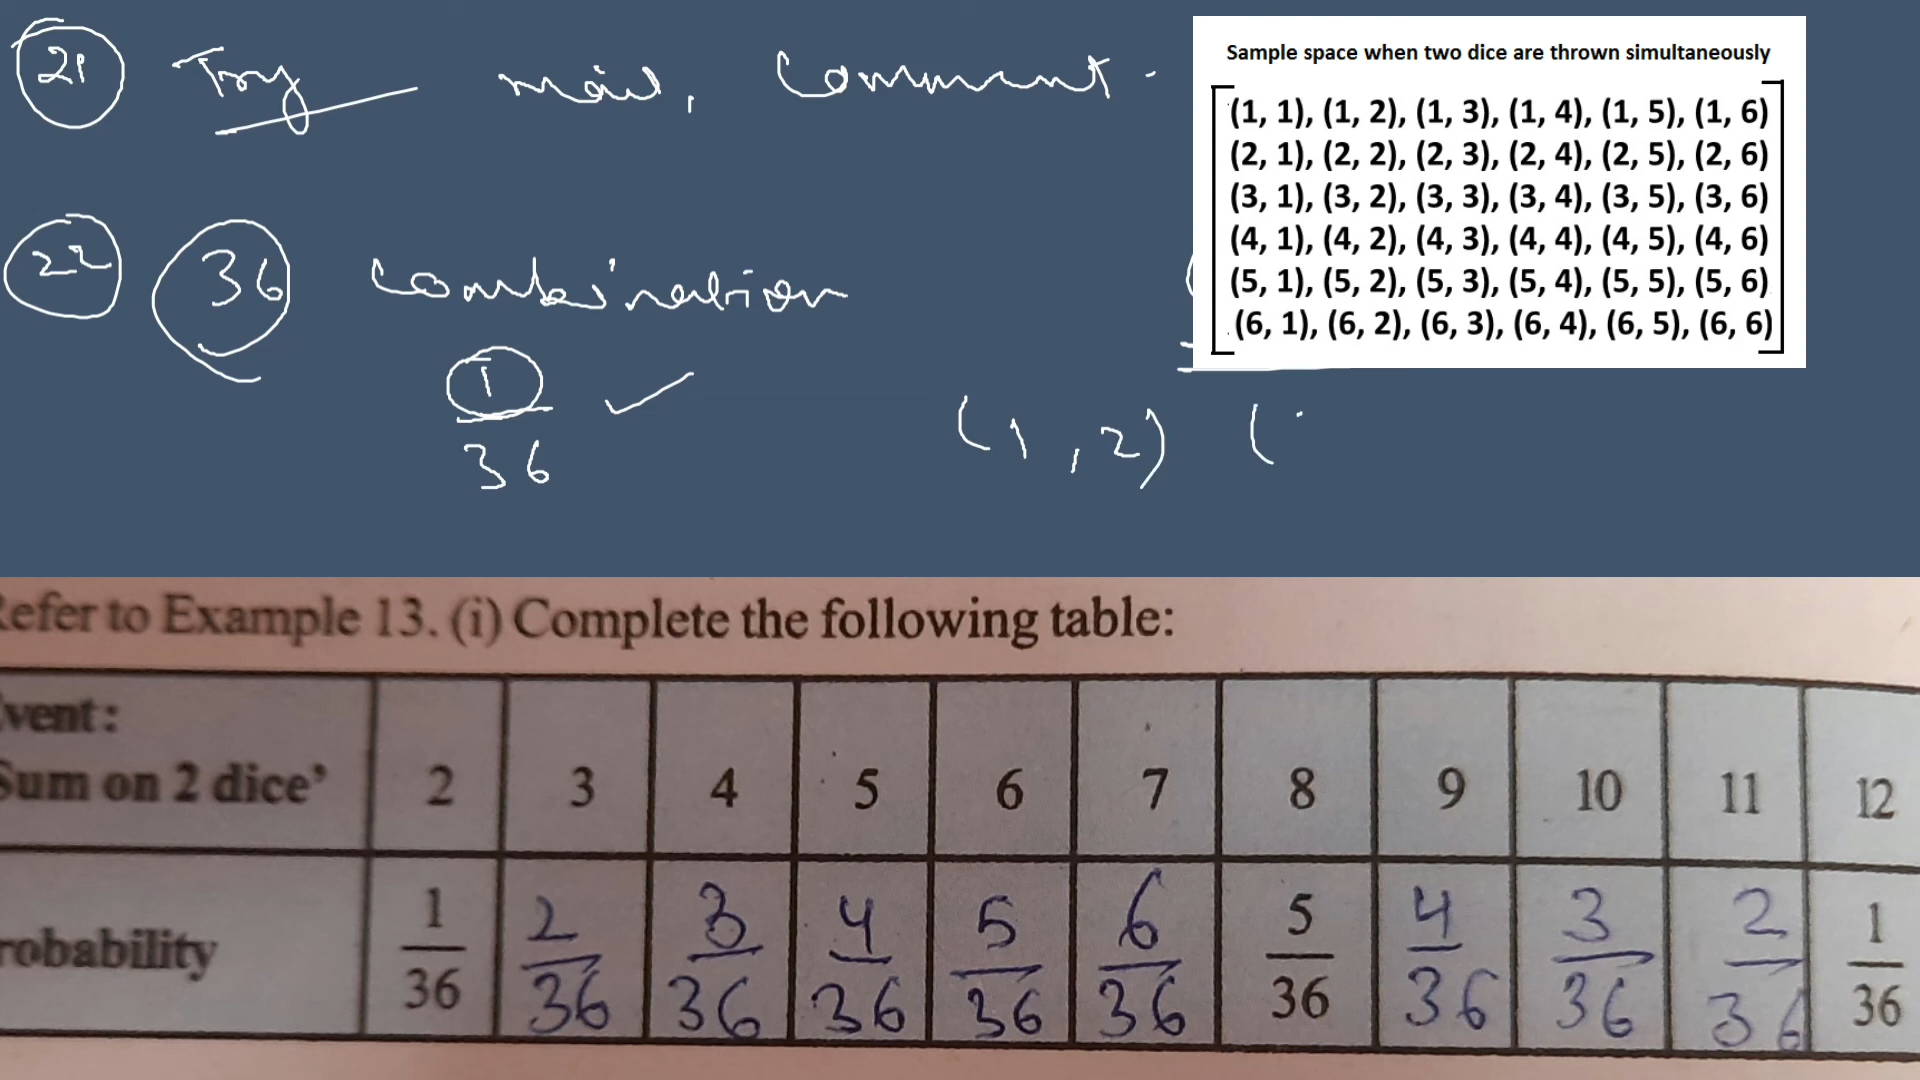 21 Try main, Comment.
Sample space when two dice are thrown simultaneously
(1, 1), (1, 2), (1, 3), (1, 4), (1, 5), (1, 6)
(2, 1), (2, 2), (2, 3), (2, 4), (2, 5), (2, 6)
(3, 1), (3, 2), (3, 3), (3, 4), (3, 5), (3, 6)
(4, 1), (4, 2), (4, 3), (4, 4), (4, 5), (4, 6)
(5, 1), (5, 2), (5, 3), (5, 4), (5, 5), (5, 6)
(6, 1), (6, 2), (6, 3), (6, 4), (6, 5), (6, 6)
22 36 combination
1/36
(1,2) (
Refer to Example 13. (i) Complete the following table:
Event:
Sum on 2 dice' 2 3 4 5 6 7 8 9 10 11 12
Probability 1/36 2/36 3/36 4/36 5/36 6/36 5/36 4/36 3/36 2/36 1/36